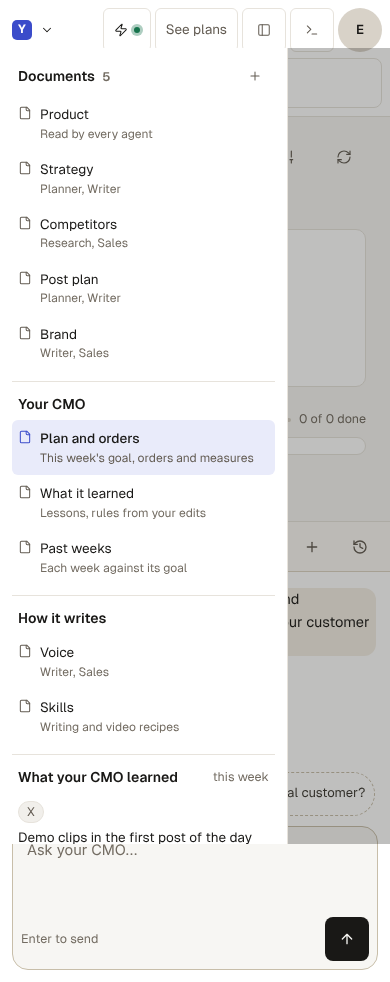 Y
See plans
E
Documents 5
Product
Read by every agent
Strategy
Planner, Writer
Competitors
Research, Sales
Post plan
Planner, Writer
Brand
Writer, Sales
Your CMO
Plan and orders
This week's goal, orders and measures
0 of 0 done
What it learned
Lessons, rules from your edits
Past weeks
Each week against its goal
How it writes
ur customer
Voice
Writer, Sales
Skills
Writing and video recipes
What your CMO learned this week
al customer?
X
Demo clips in the first post of the day
Ask your CMO...
Enter to send